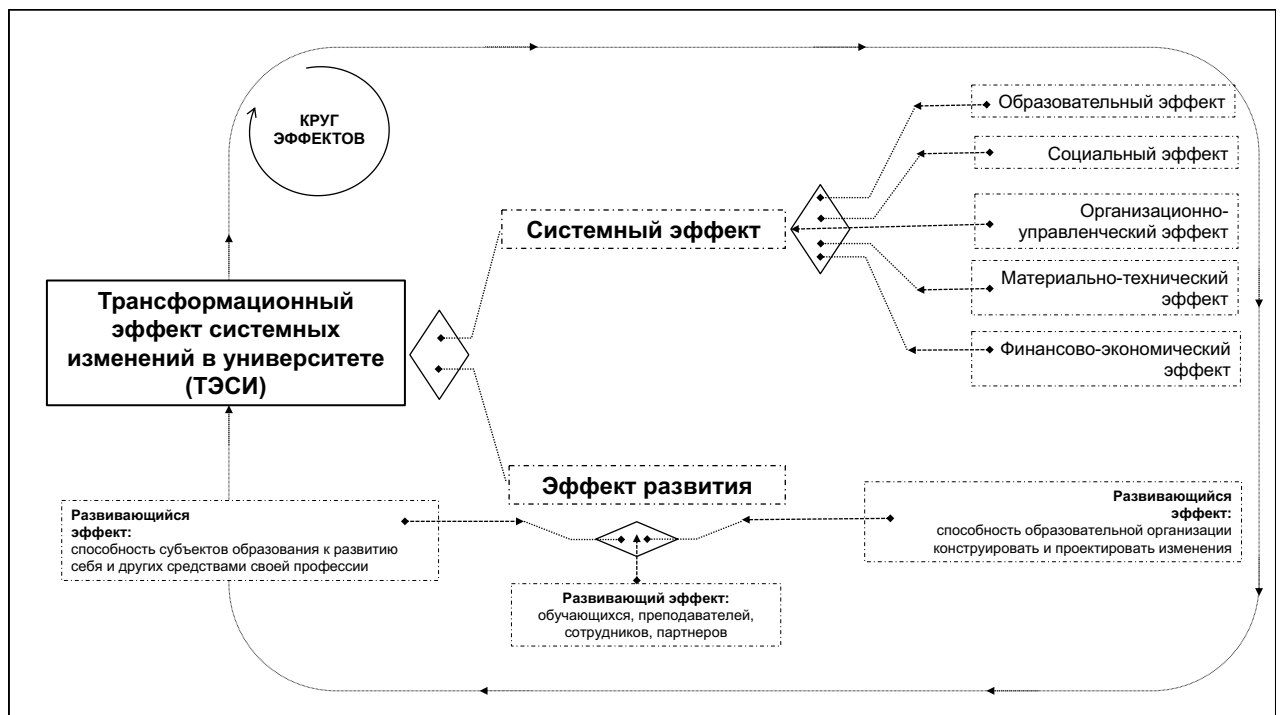 КРУГ
ЭФФЕКТОВ
Образовательный эффект
Социальный эффект
Системный эффект
Организационно-
управленческий эффект
Материально-технический
эффект
Трансформационный
эффект системных
изменений в университете
(ТЭСИ)
Финансово-экономический
эффект
Эффект развития
Развивающийся
эффект:
способность субъектов образования к развитию
себя и других средствами своей профессии
Развивающийся
эффект:
способность образовательной организации
конструировать и проектировать изменения
Развивающий эффект:
обучающихся, преподавателей,
сотрудников, партнеров